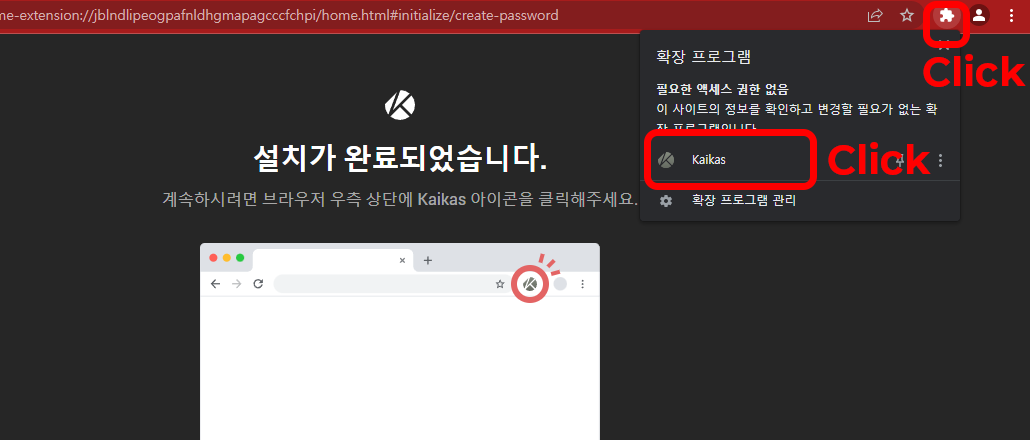 me-extension://jblndlipeogpafnldhgmapagcccfchpi/home.html#initialize/create-password
Click
확장 프로그램
필요한 액세스 권한 없음
이 사이트의 정보를 확인하고 변경할 필요가 없는 확
장 프로그램입니다
Kaikas
Click
확장 프로그램 관리
설치가 완료되었습니다.
계속하시려면 브라우저 우측 상단에 Kaikas 아이콘을 클릭해주세요.